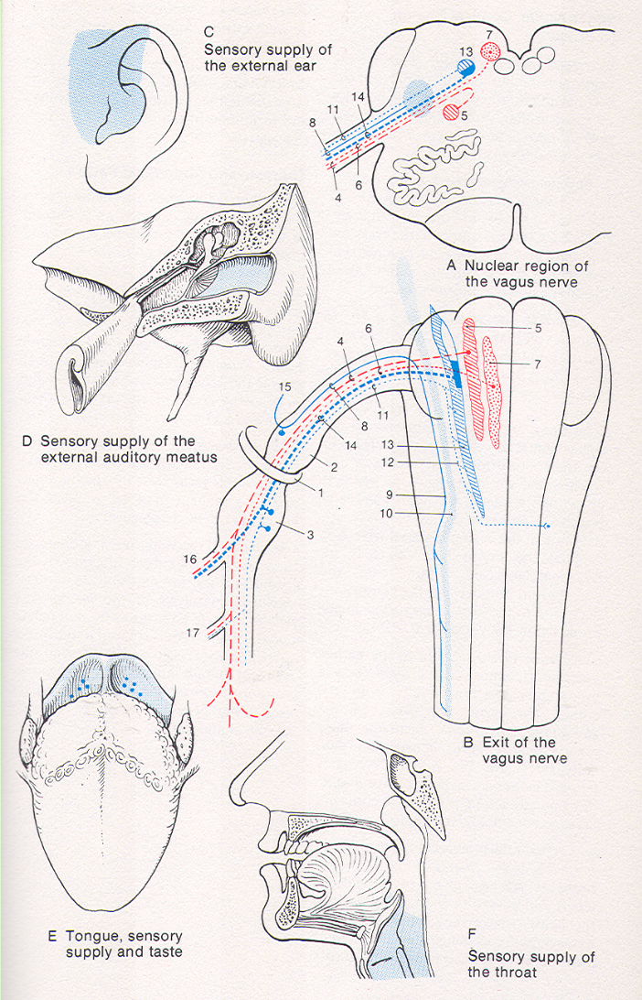 C
Sensory supply of
the external ear
7
13
14
11
8
5
6
4
A Nuclear region of
the vagus nerve
6
4
5
7
15
8
11
14
13
2
12
1
9
10
3
16
17
D Sensory supply of the
external auditory meatus
B Exit of the
vagus nerve
E Tongue, sensory
supply and taste
F
Sensory supply of
the throat